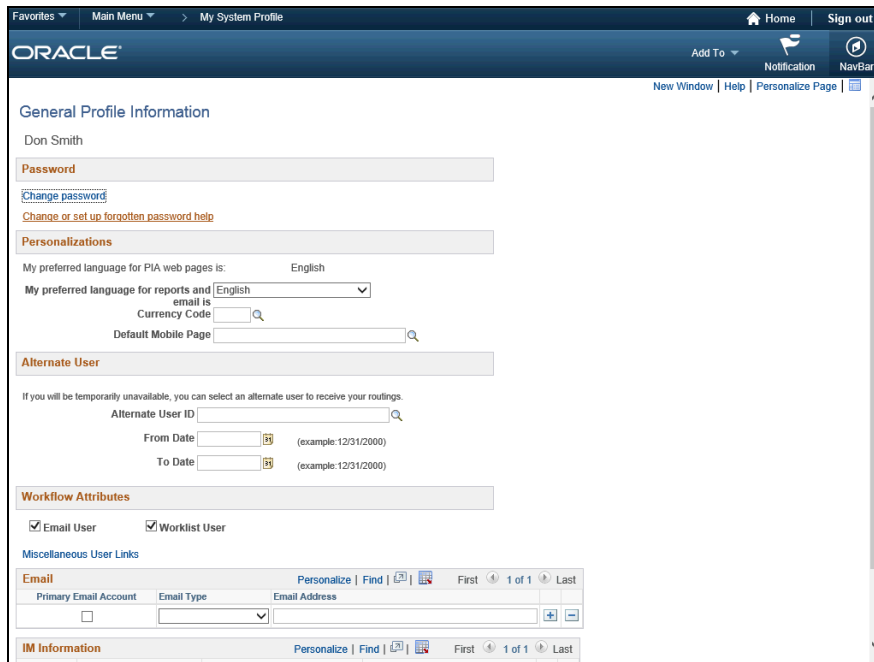 Favorites Main Menu > My System Profile Home Sign out
ORACLE Add To Notification NavBar
New Window | Help | Personalize Page |
General Profile Information
Don Smith
Password
Change password
Change or set up forgotten password help
Personalizations
My preferred language for PIA web pages is: English
My preferred language for reports and email is English
Currency Code
Default Mobile Page
Alternate User
If you will be temporarily unavailable, you can select an alternate user to receive your routings.
Alternate User ID
From Date 31 (example:12/31/2000)
To Date 31 (example:12/31/2000)
Workflow Attributes
Email User Worklist User
Miscellaneous User Links
Email Personalize | Find | | First 1 of 1 Last
Primary Email Account Email Type Email Address
IM Information Personalize | Find | | First 1 of 1 Last